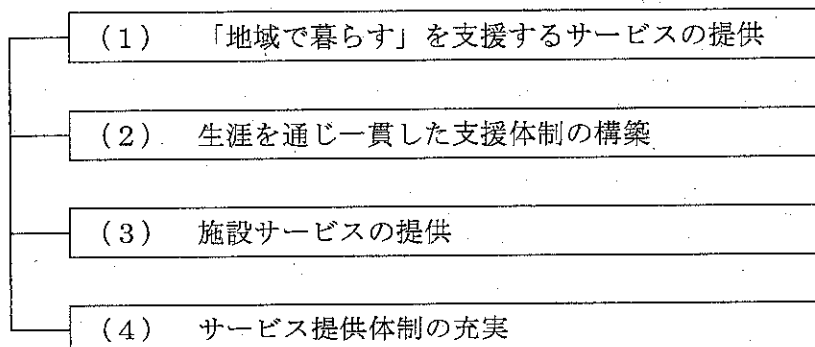 (1) 「地域で暮らす」を支援するサービスの提供
(2) 生涯を通じ一貫した支援体制の構築
(3) 施設サービスの提供
(4) サービス提供体制の充実